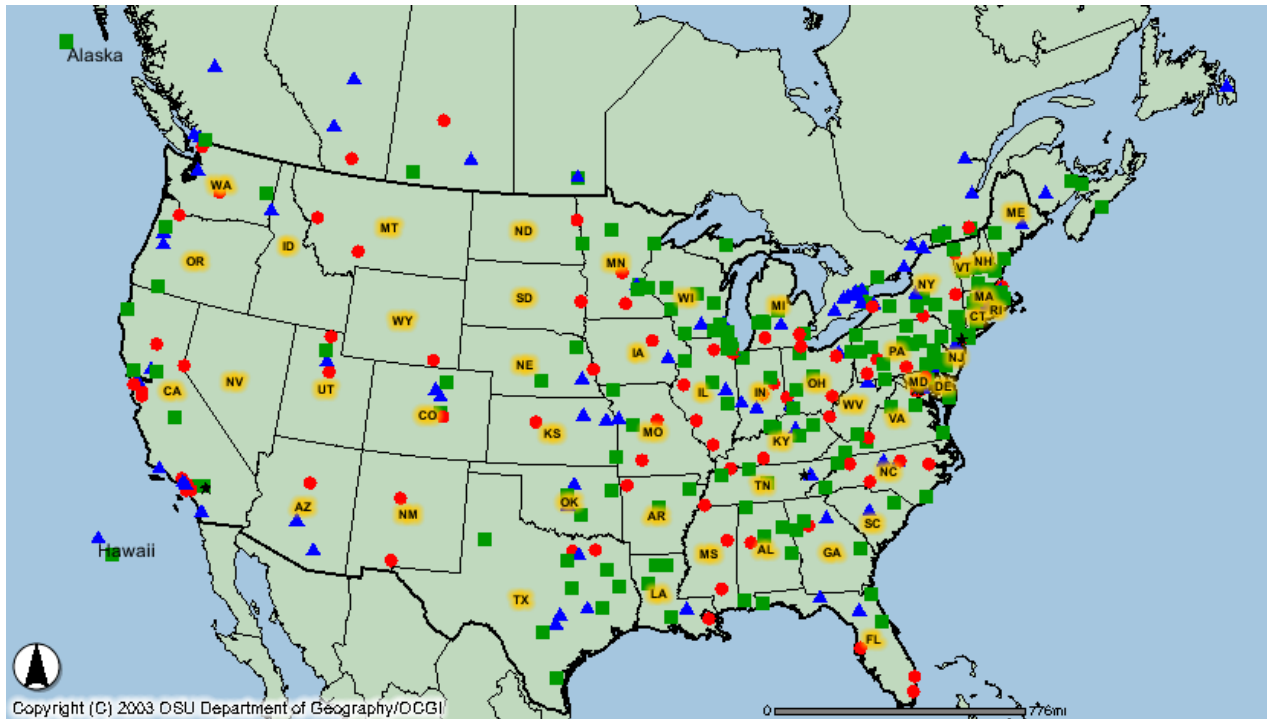 Alaska
WA
ME
MT
ND
ID
OR
MN
VT
NH
NY
SD
WI
MA
MI
RI
CT
WY
IA
PA
NJ
NE
NV
UT
CA
OH
MD
DE
IL
IN
WV
CO
VA
KS
MO
KY
NC
TN
OK
AZ
NM
AR
SC
MS
AL
GA
Hawaii
LA
TX
FL
Copyright (C) 2003 OSU Department of Geography/OCGI
0
776mi